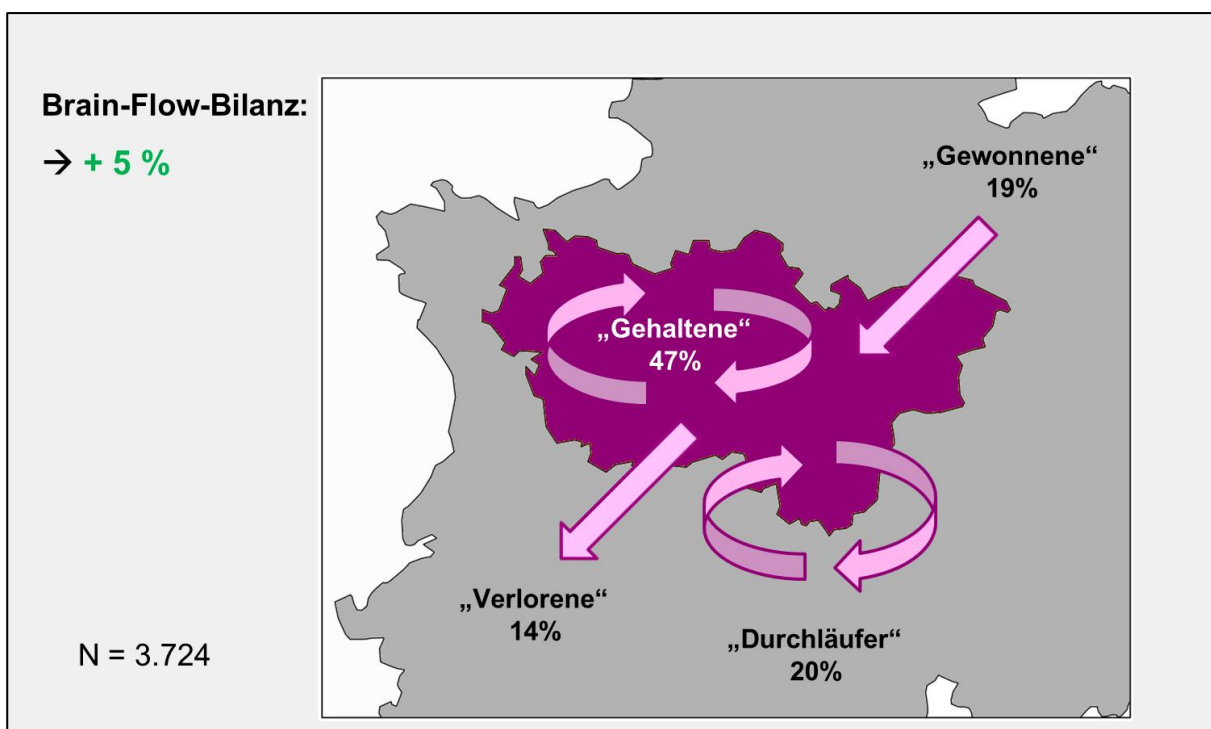 Brain-Flow-Bilanz:
→ + 5 %
„Gewonnene“
19%
„Gehaltene“
47%
„Verlorene“
14%
„Durchläufer“
20%
N = 3.724